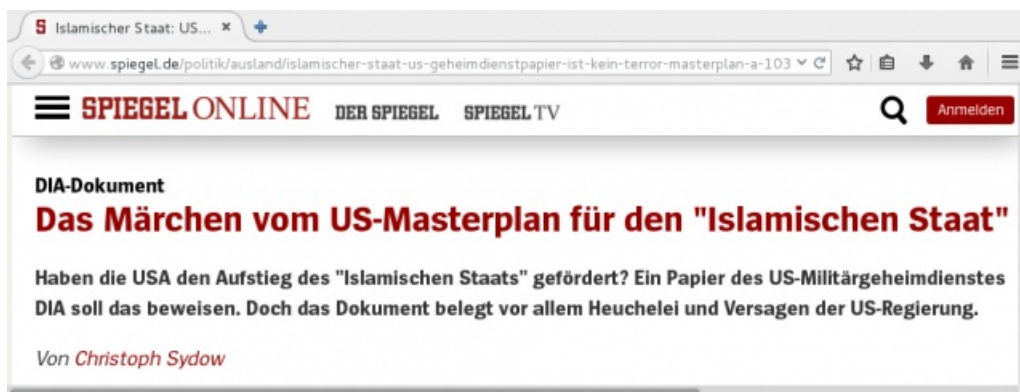 Islamischer Staat: US...
www.spiegel.de/politik/ausland/islamischer-staat-us-geheimdienstpapier-ist-kein-terror-masterplan-a-103
SPIEGEL ONLINE DER SPIEGEL SPIEGEL TV Anmelden
DIA-Dokument
Das Märchen vom US-Masterplan für den "Islamischen Staat"
Haben die USA den Aufstieg des "Islamischen Staats" gefördert? Ein Papier des US-Militärgeheimdienstes
DIA soll das beweisen. Doch das Dokument belegt vor allem Heuchelei und Versagen der US-Regierung.
Von Christoph Sydow